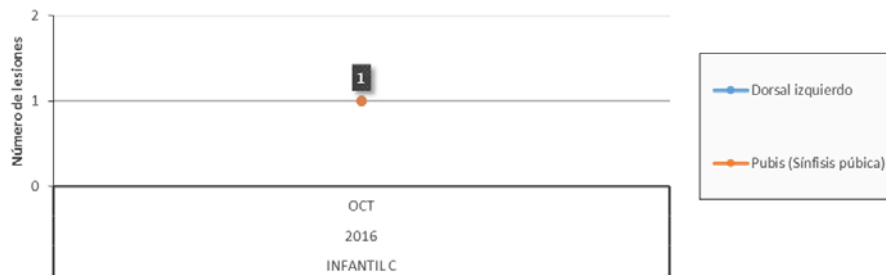 2
1
1
0
Número de lesiones
OCT
2016
INFANTIL C
Dorsal izquierdo
Pubis (Sínfisis púbica)